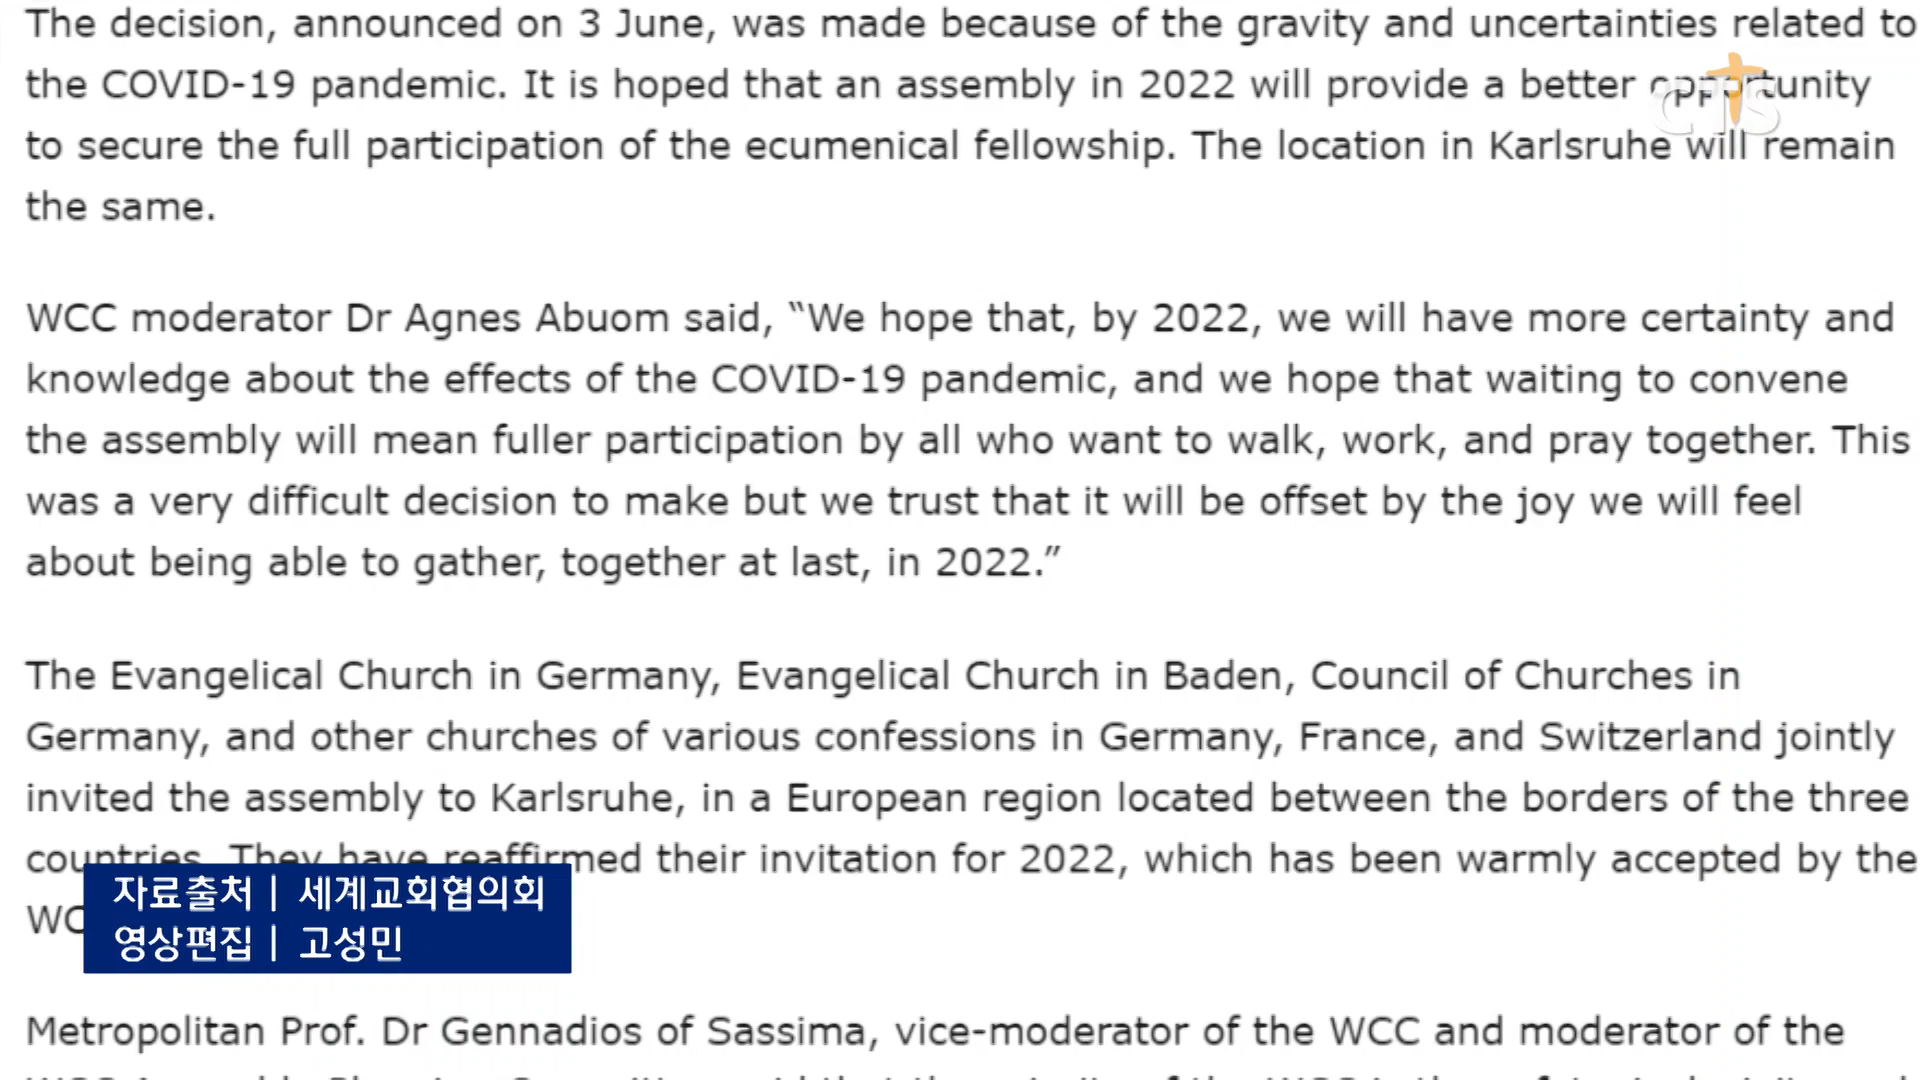 The decision, announced on 3 June, was made because of the gravity and uncertainties related to
the COVID-19 pandemic. It is hoped that an assembly in 2022 will provide a better opportunity
CTS
to secure the full participation of the ecumenical fellowship. The location in Karlsruhe will remain
the same.
WCC moderator Dr Agnes Abuom said, “We hope that, by 2022, we will have more certainty and
knowledge about the effects of the COVID-19 pandemic, and we hope that waiting to convene
the assembly will mean fuller participation by all who want to walk, work, and pray together. This
was a very difficult decision to make but we trust that it will be offset by the joy we will feel
about being able to gather, together at last, in 2022.”
The Evangelical Church in Germany, Evangelical Church in Baden, Council of Churches in
Germany, and other churches of various confessions in Germany, France, and Switzerland jointly
invited the assembly to Karlsruhe, in a European region located between the borders of the three
countries. They have reaffirmed their invitation for 2022, which has been warmly accepted by the
자료출처 | 세계교회협의회
영상편집 | 고성민
Metropolitan Prof. Dr Gennadios of Sassima, vice-moderator of the WCC and moderator of the